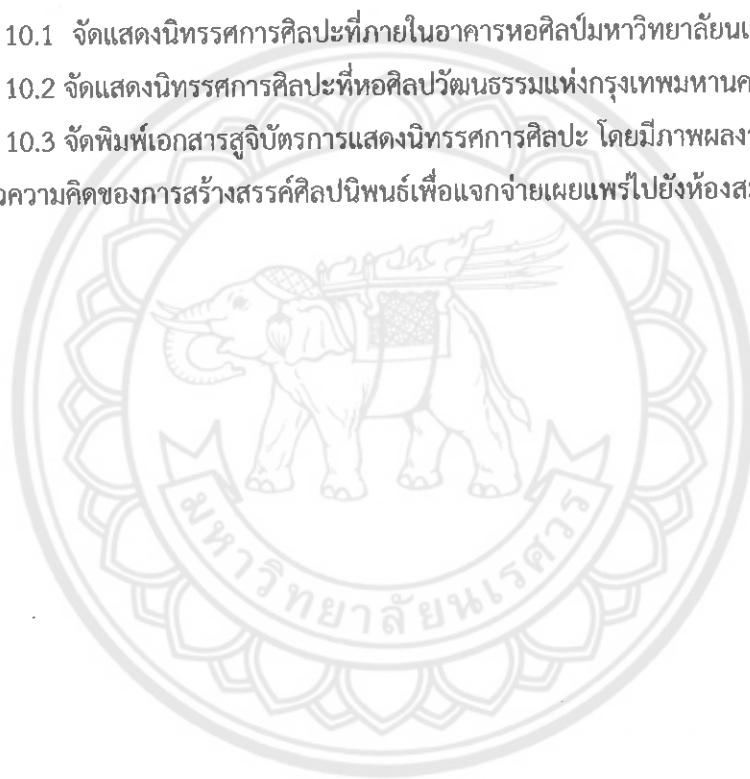 10.1 จัดแสดงนิทรรศการศิลปะที่ภายในอาคารหอศิลป์มหาวิทยาลัยนเ
10.2 จัดแสดงนิทรรศการศิลปะที่หอศิลปวัฒนธรรมแห่งกรุงเทพมหานค
10.3 จัดพิมพ์เอกสารสูจิบัตรการแสดงนิทรรศการศิลปะ โดยมีภาพผลง
วความคิดของการสร้างสรรค์ศิลปนิพนธ์เพื่อแจกจ่ายเผยแพร่ไปยังห้องส
มหาวิทยาลัยนเรศวร